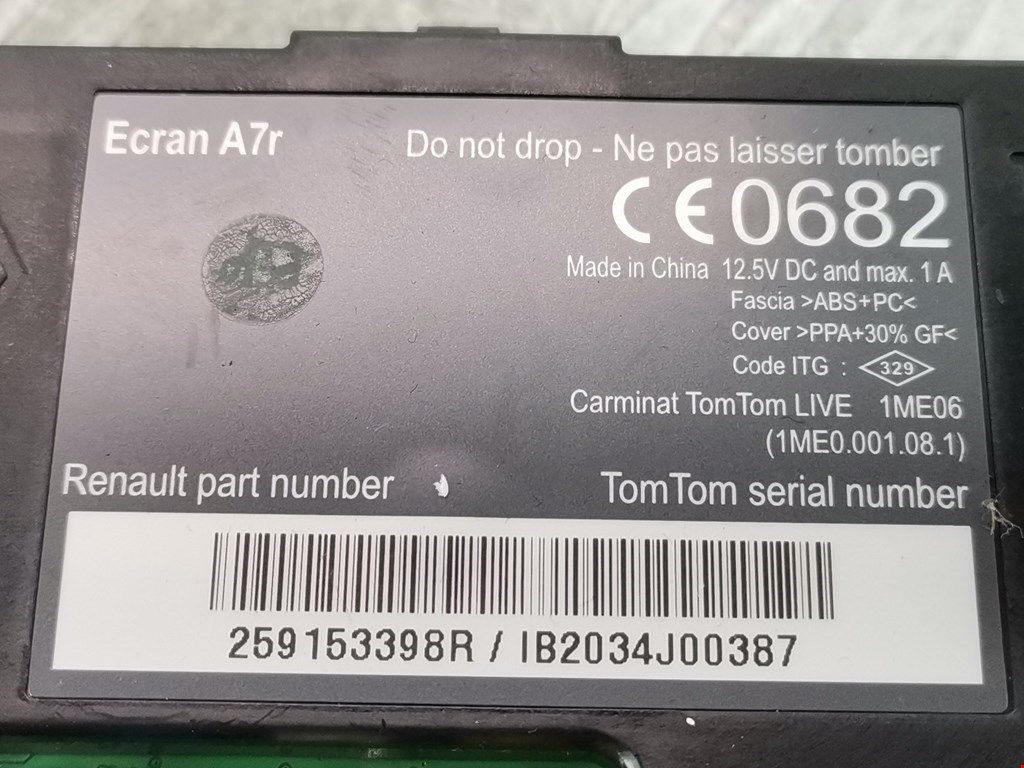 Ecran A7r
Do not drop - Ne pas laisser tomber
CE0682
Made in China 12.5V DC and max. 1 A
Fascia >ABS+PC<
Cover >PPA+30% GF<
Code ITG : 329
Carminat TomTom LIVE 1ME06
(1ME0.001.08.1)
Renault part number
TomTom serial number
259153398R / IB2034J00387